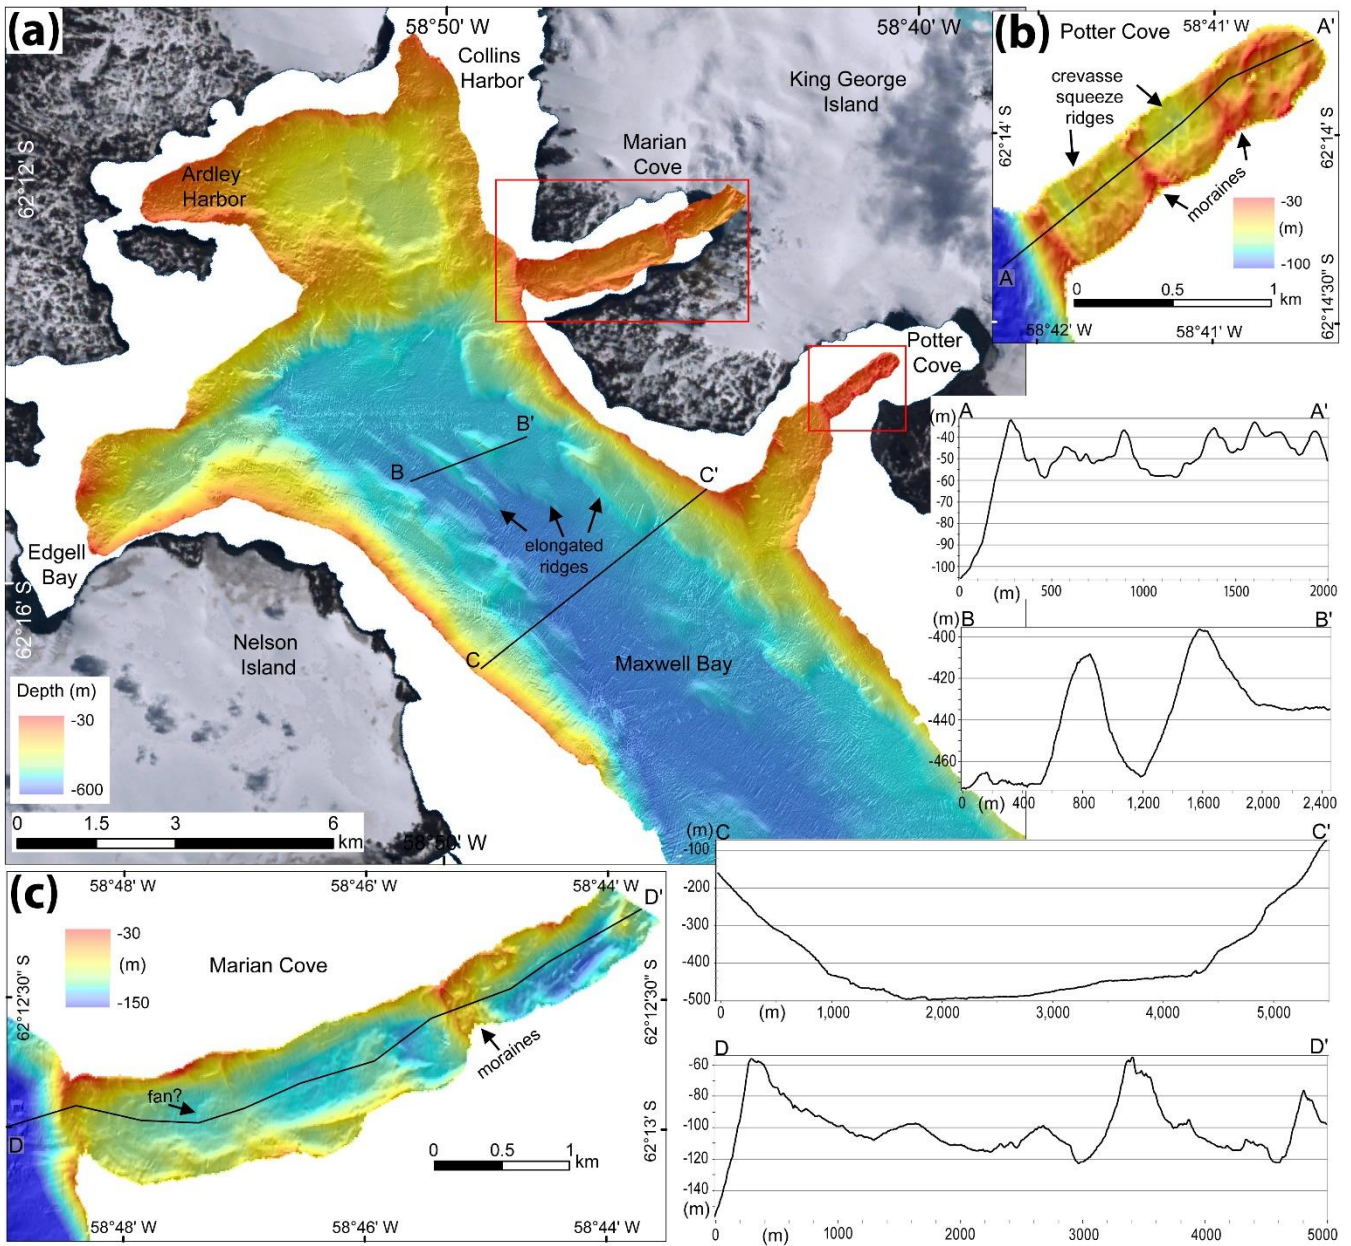 (a)
58°50' W
58°40' W
Collins
Harbor
King George
Island
Marian
Cove
Ardley
Harbor
62°12' S
Potter
Cove
B
B'
C'
elongated
ridges
Edgell
Bay
62°16' S
Nelson
Island
C
Maxwell Bay
Depth (m)
-30
-600
0 1.5 3 6
km
58°50' W
(b)
Potter Cove
58°41' W
A'
crevasse
squeeze
ridges
62°14' S
62°14' S
moraines
-30
(m)
-100
A
0 0.5 1
km
62°14'30" S
58°42' W
58°41' W
(m) A A'
-40
-50
-60
-70
-80
-90
-100
0 (m) 500 1000 1500 2000
(m) B B'
-400
-420
-440
-460
0 (m) 400 800 1,200 1,600 2,000 2,400
(m) C C'
-100
-200
-300
-400
-500
0 (m) 1,000 2,000 3,000 4,000 5,000
(c)
58°48' W
58°46' W
58°44' W
D'
-30
(m)
-150
Marian Cove
62°12'30" S
62°12'30" S
moraines
fan?
D
0 0.5 1
km
62°13' S
58°48' W
58°46' W
58°44' W
D D'
-60
-80
-100
-120
-140
(m)
0 (m) 1000 2000 3000 4000 5000